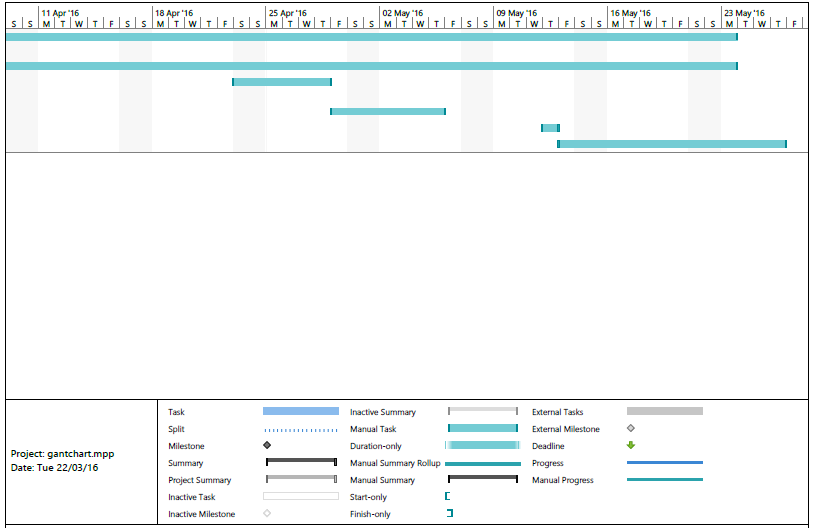 11 Apr '16 18 Apr '16 25 Apr '16 02 May '16 09 May '16 16 May '16 23 May '16
S S M T W T F S S M T W T F S S M T W T F S S M T W T F S S M T W T F S S M T W T F S S M T W T F
Task Inactive Summary External Tasks
Split Manual Task External Milestone
Milestone Duration-only Deadline
Project: gantchart.mpp
Summary Manual Summary Rollup Progress
Date: Tue 22/03/16
Project Summary Manual Summary Manual Progress
Inactive Task Start-only
Inactive Milestone Finish-only